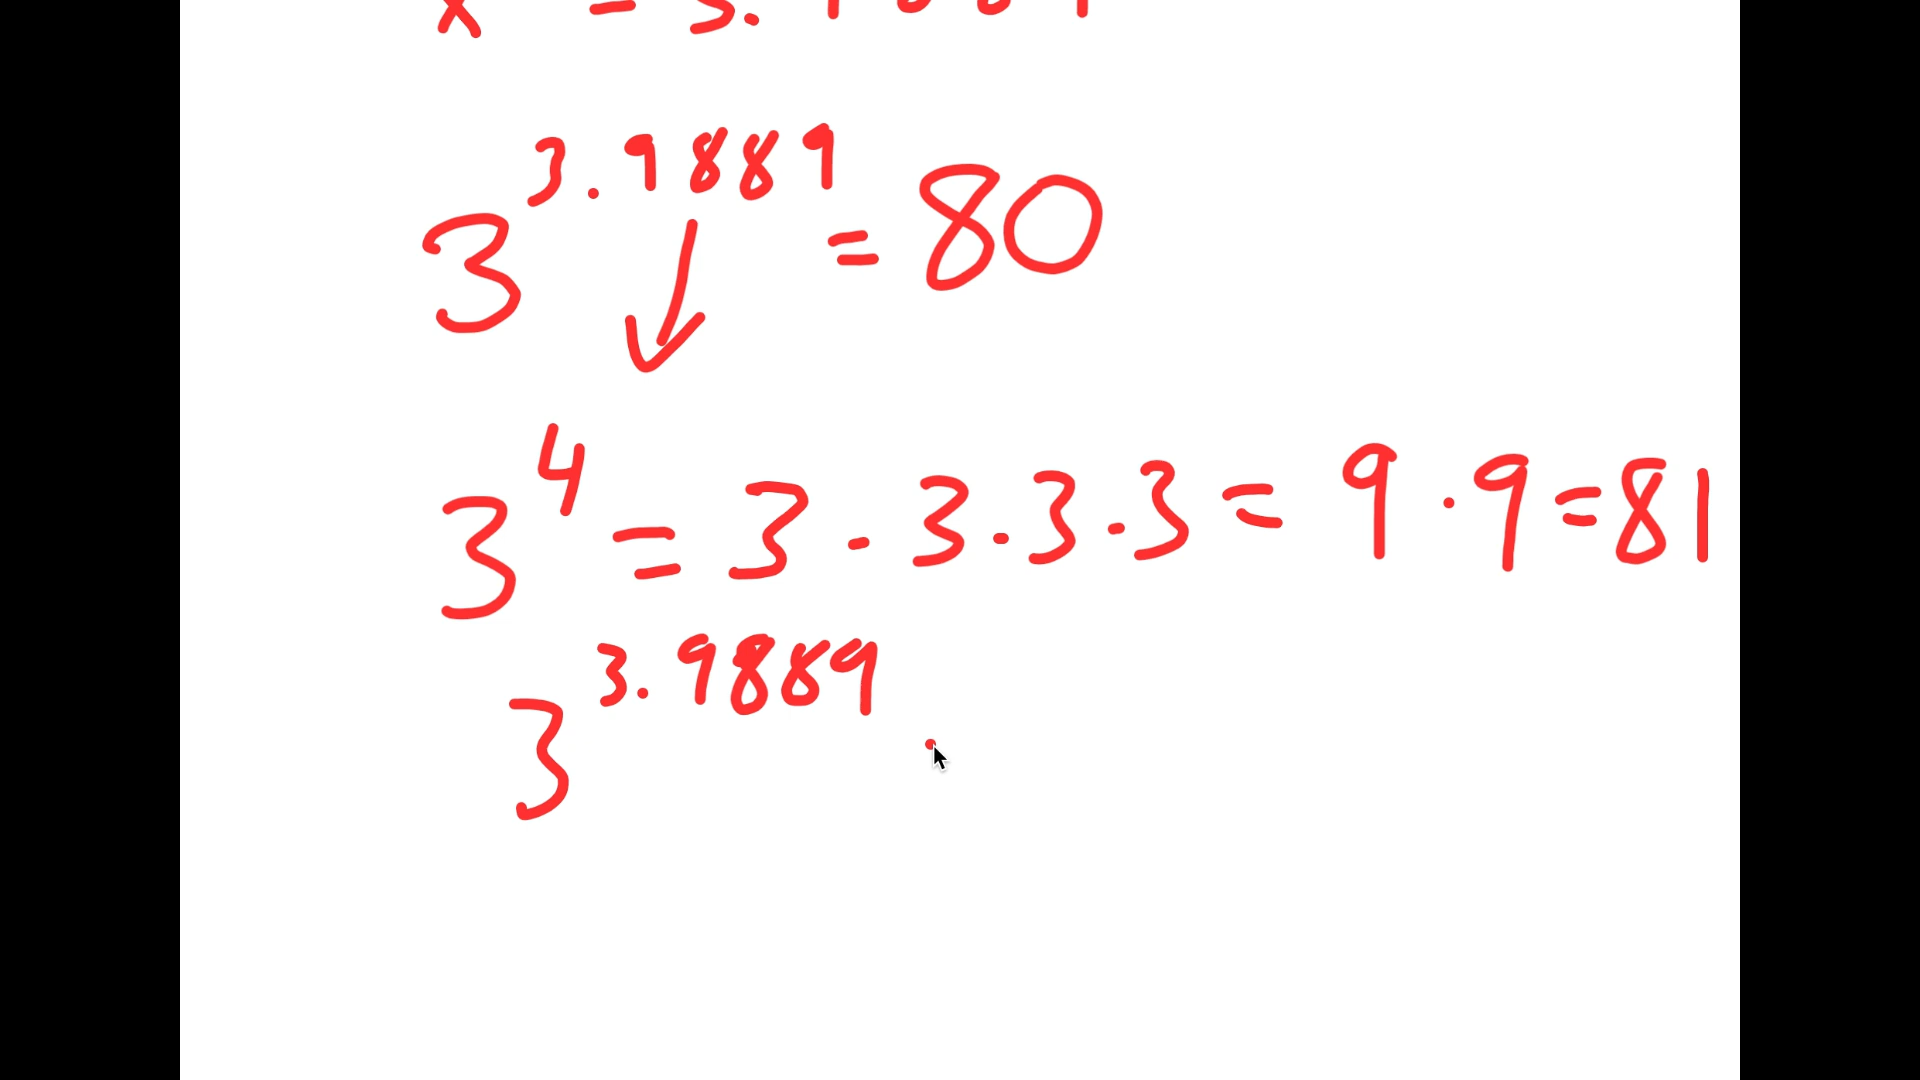 3^3.9889 = 80
3^4 = 3 · 3 · 3 · 3 = 9 · 9 = 81
3^3.9889